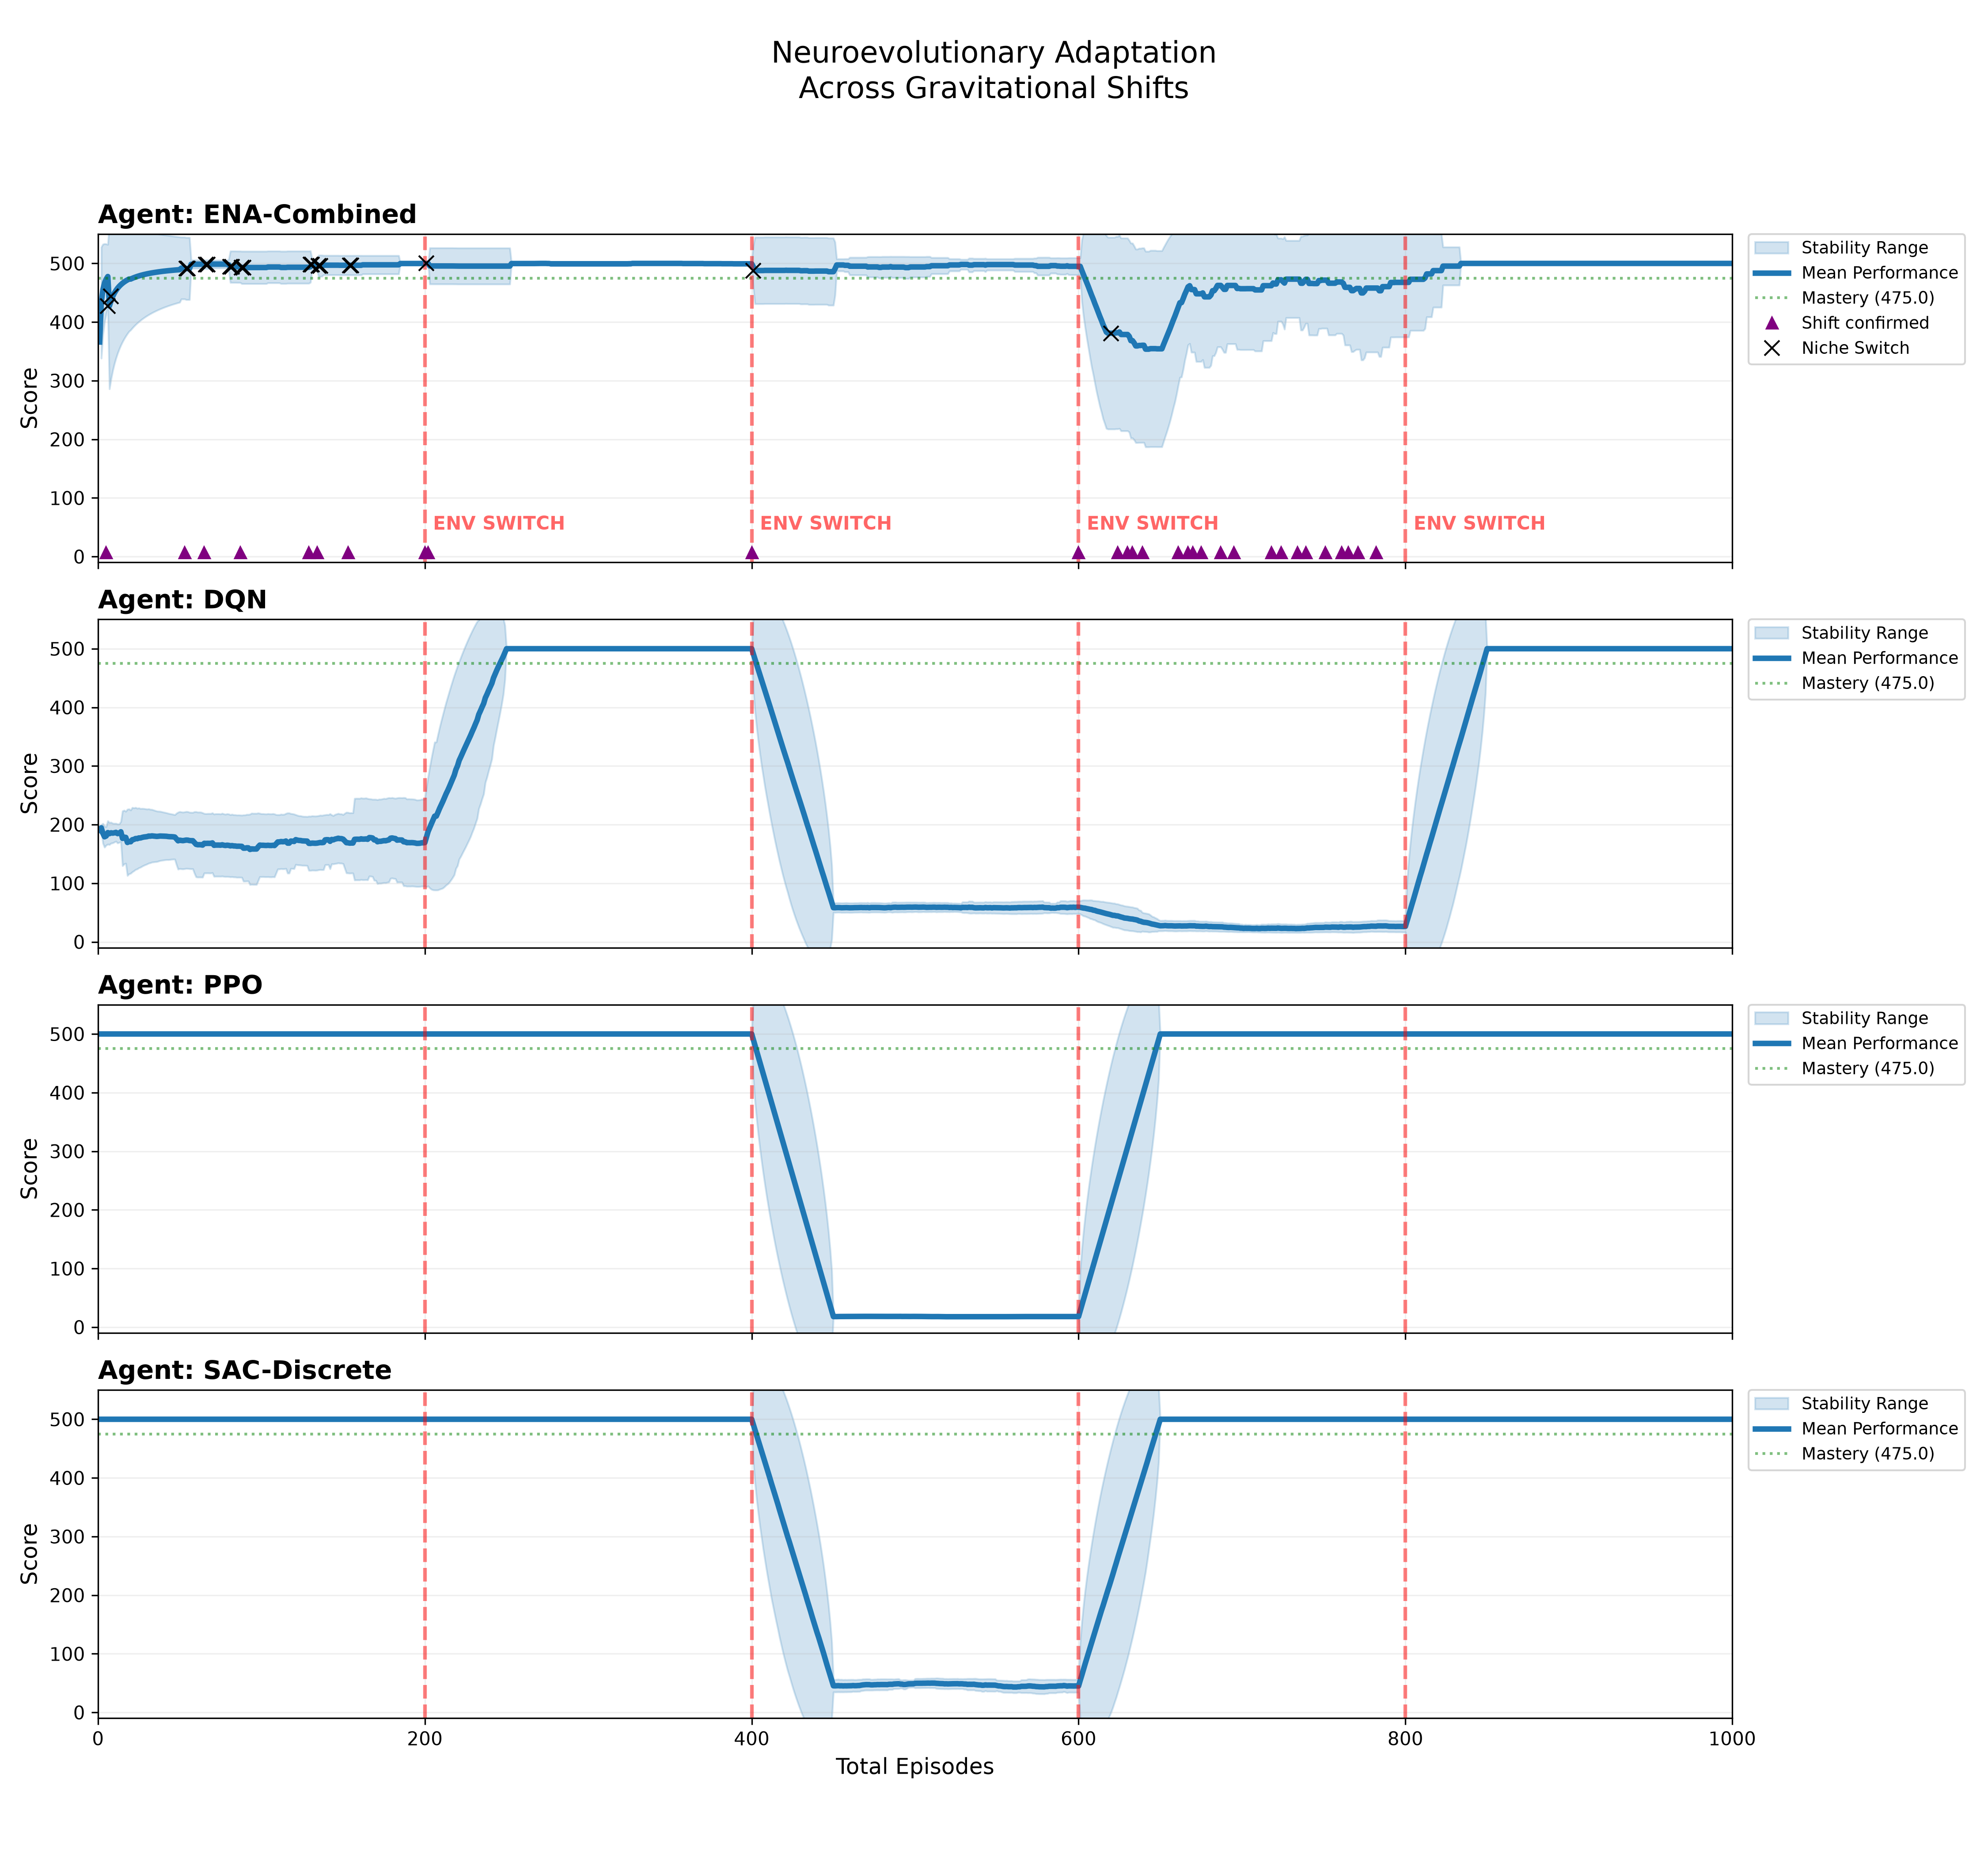 Neuroevolutionary Adaptation
Across Gravitational Shifts
Agent: ENA-Combined
Score
500
400
300
200
100
0
ENV SWITCH
ENV SWITCH
ENV SWITCH
ENV SWITCH
Stability Range
Mean Performance
Mastery (475.0)
Shift confirmed
Niche Switch
Agent: DQN
Score
500
400
300
200
100
0
Stability Range
Mean Performance
Mastery (475.0)
Agent: PPO
Score
500
400
300
200
100
0
Stability Range
Mean Performance
Mastery (475.0)
Agent: SAC-Discrete
Score
500
400
300
200
100
0
Stability Range
Mean Performance
Mastery (475.0)
0 200 400 600 800 1000
Total Episodes